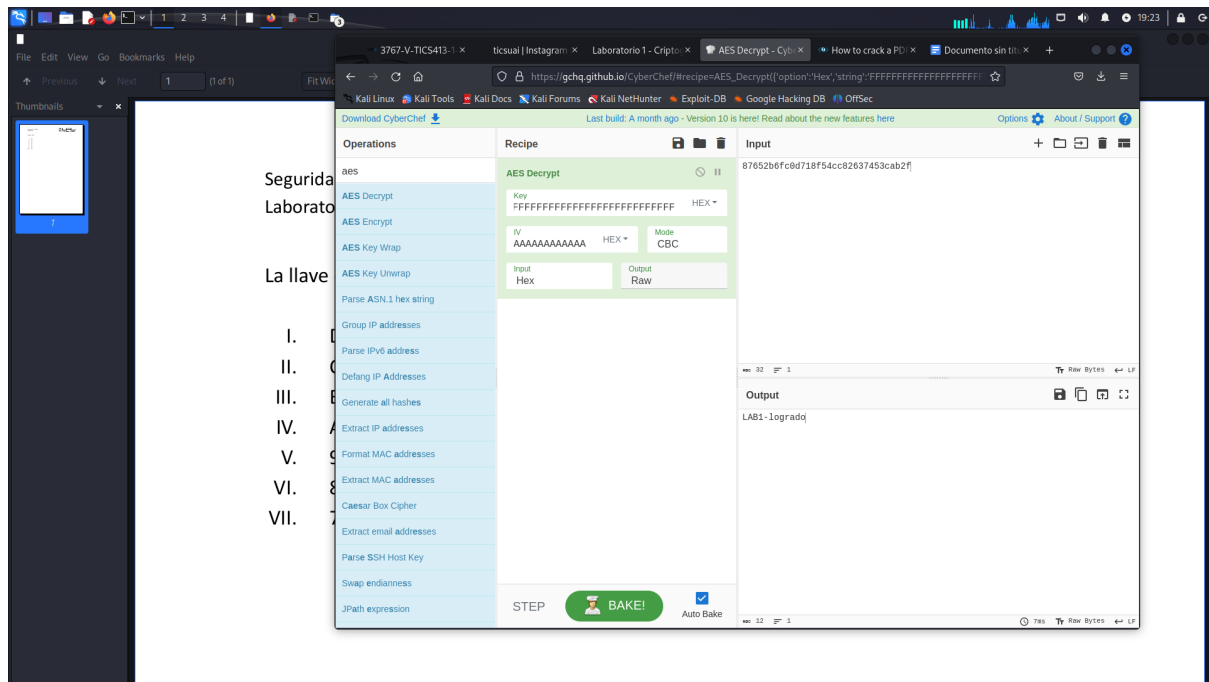 1 2 3 4
3
19:23
File Edit View Go Bookmarks Help
Previous Next 1 (1 of 1) Fit Wid
Thumbnails
1
Segurida
Laborato
La llave
I.
II.
III.
IV.
V.
VI.
VII.
3767-V-TICS413-1-
ticsuai | Instagram
Laboratorio 1 - Criptog
AES Decrypt - Cybe
How to crack a PDF
Documento sin títu
https://gchq.github.io/CyberChef/#recipe=AES_Decrypt({'option':'Hex','string':'FFFFFFFFFFFFFFFFFFFF
Kali Linux Kali Tools Kali Docs Kali Forums Kali NetHunter Exploit-DB Google Hacking DB OffSec
Download CyberChef
Last build: A month ago - Version 10 is here! Read about the new features here
Options About / Support
Operations
aes
AES Decrypt
AES Encrypt
AES Key Wrap
AES Key Unwrap
Parse ASN.1 hex string
Group IP addresses
Parse IPv6 address
Defang IP Addresses
Generate all hashes
Extract IP addresses
Format MAC addresses
Extract MAC addresses
Caesar Box Cipher
Extract email addresses
Parse SSH Host Key
Swap endianness
JPath expression
Recipe
AES Decrypt
Key
FFFFFFFFFFFFFFFFFFFFFFFFFFFF HEX
IV
AAAAAAAAAAAA HEX
Mode
CBC
Input
Hex
Output
Raw
STEP
BAKE!
Auto Bake
Input
87652b6fc0d718f54cc82637453cab2f
32 1
Raw Bytes LF
Output
LAB1-logrado
12 1
7ms Raw Bytes LF